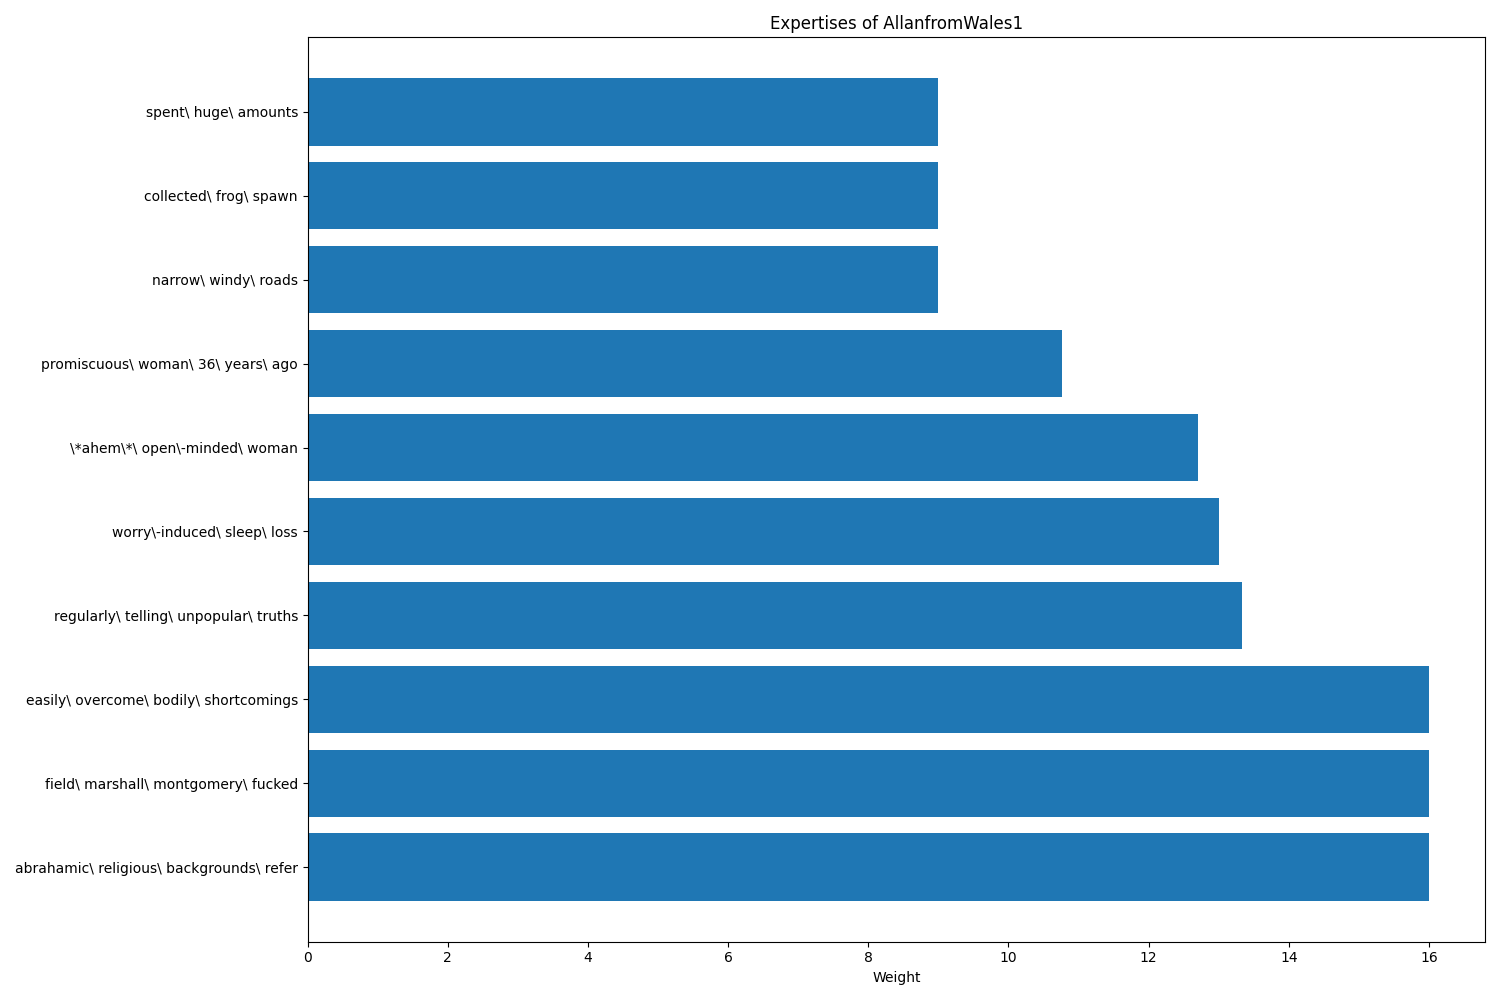 Expertises of AllanfromWales1
spent\ huge\ amounts
collected\ frog\ spawn
narrow\ windy\ roads
promiscuous\ woman\ 36\ years\ ago
\*ahem\*\ open\-minded\ woman
worry\-induced\ sleep\ loss
regularly\ telling\ unpopular\ truths
easily\ overcome\ bodily\ shortcomings
field\ marshall\ montgomery\ fucked
abrahamic\ religious\ backgrounds\ refer
0 2 4 6 8 10 12 14 16
Weight